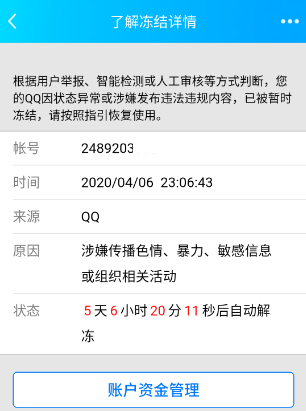 了解冻结详情
根据用户举报、智能检测或人工审核等方式判断，您
的QQ因状态异常或涉嫌发布违法违规内容，已被暂时
冻结，请按照指引恢复使用。
帐号 2489203
时间 2020/04/06 23:06:43
来源 QQ
原因 涉嫌传播色情、暴力、敏感信息
或组织相关活动
状态 5天6小时20分11秒后自动解
冻
账户资金管理